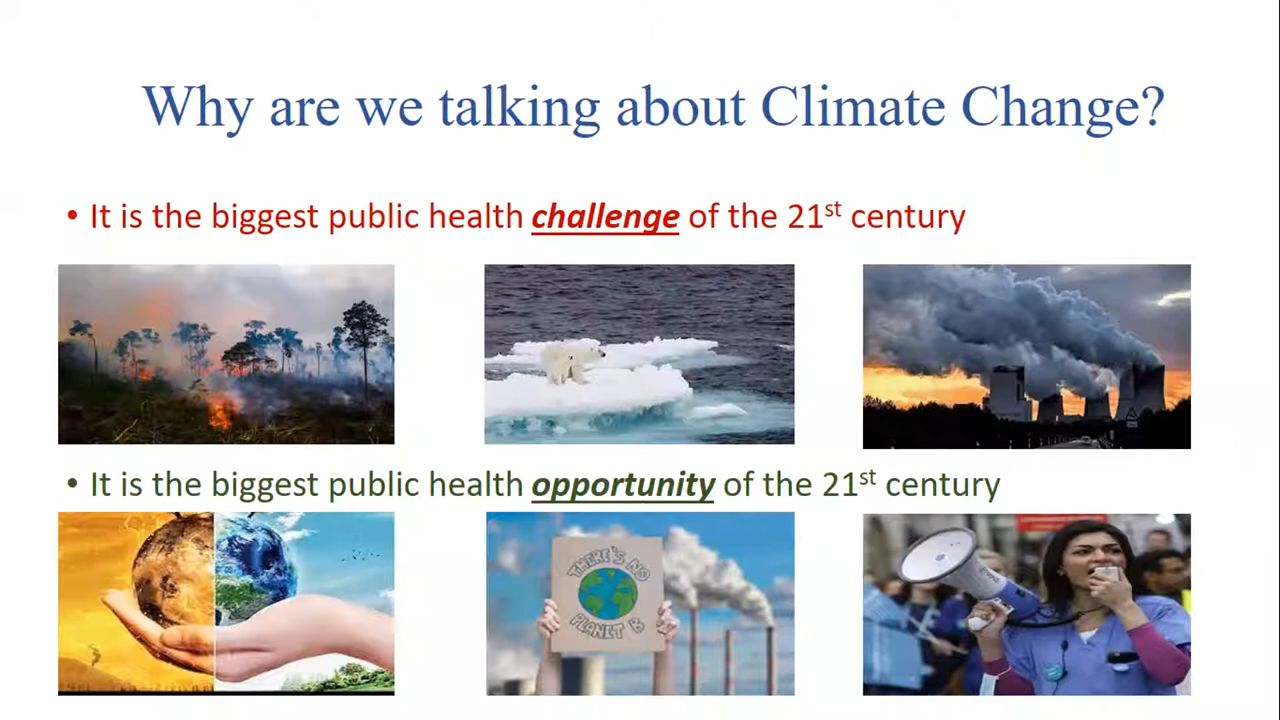 Why are we talking about Climate Change?
• It is the biggest public health challenge of the 21st century
• It is the biggest public health opportunity of the 21st century
THERE'S NO
PLANET B